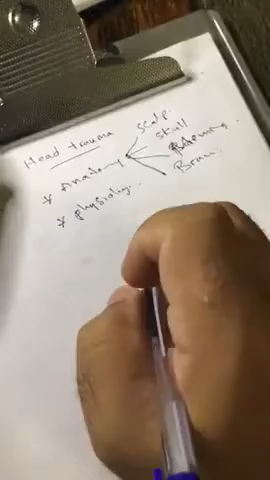 Head trauma
* Anatomy
Scalp.
Skull
Brain.
* physiology..